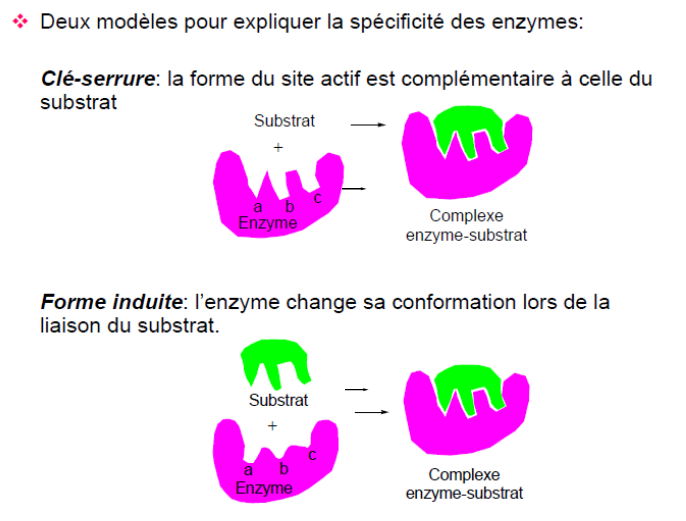 ❖ Deux modèles pour expliquer la spécificité des enzymes:
Clé-serrure: la forme du site actif est complémentaire à celle du
substrat
Substrat
+
a b c
Enzyme
Complexe
enzyme-substrat
Forme induite: l'enzyme change sa conformation lors de la
liaison du substrat.
Substrat
+
a b c
Enzyme
Complexe
enzyme-substrat